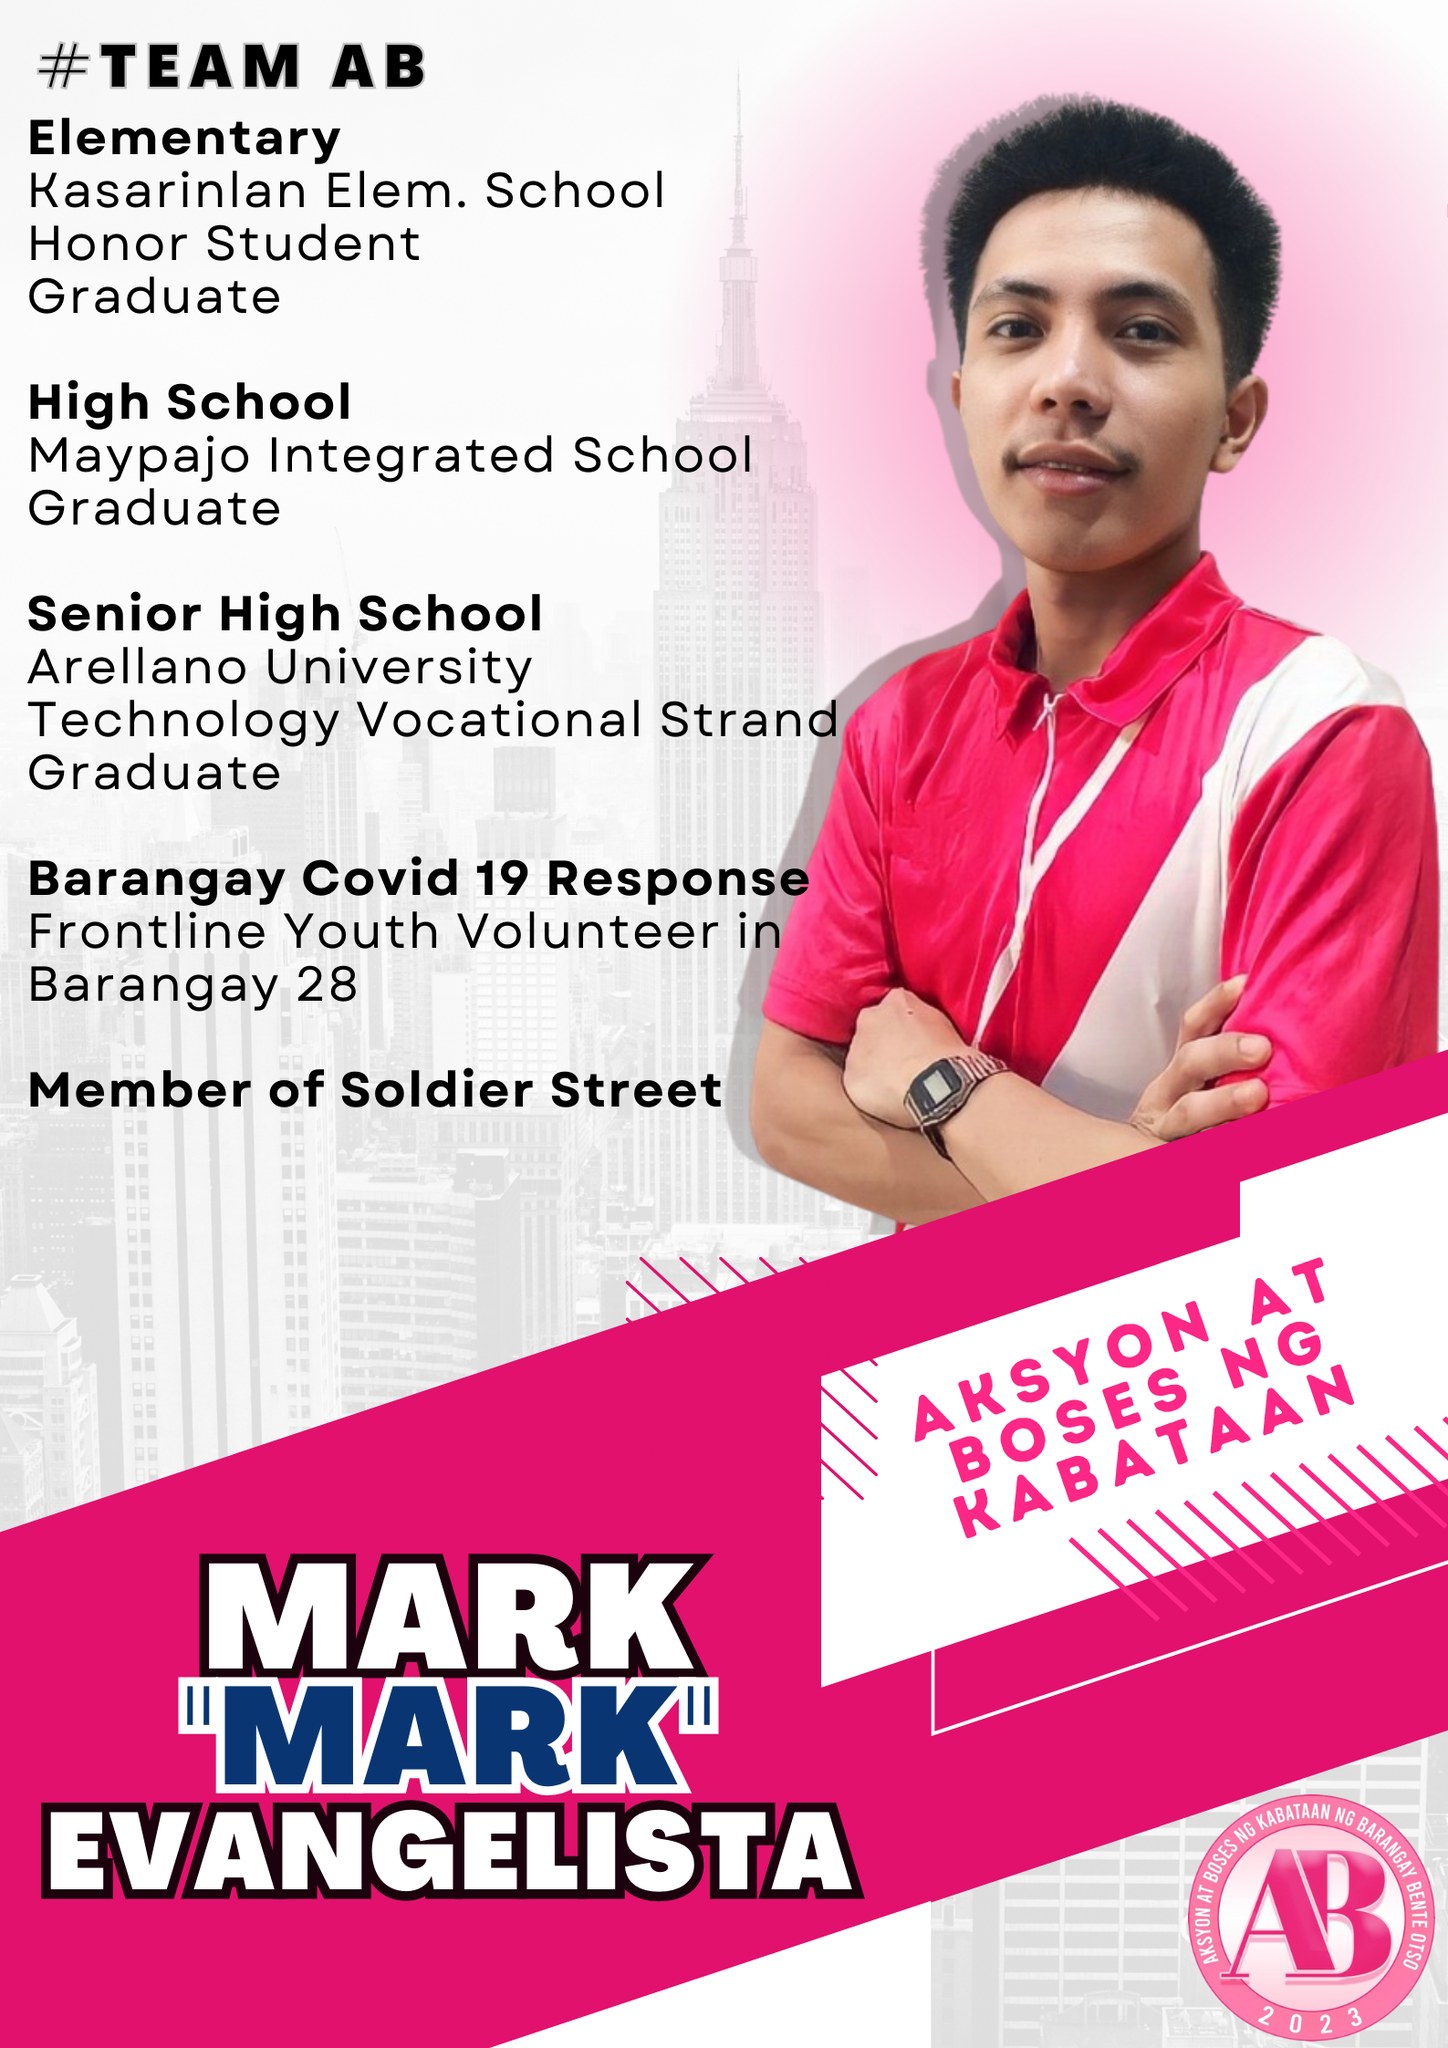 #TEAM AB
Elementary
Kasarinlan Elem. School
Honor Student
Graduate
High School
Maypajo Integrated School
Graduate
Senior High School
Arellano University
Technology Vocational Strand
Graduate
Barangay Covid 19 Response
Frontline Youth Volunteer in
Barangay 28
Member of Soldier Street
AKSYON AT
BOSES NG
KABATAAN
MARK
"MARK"
EVANGELISTA
AKSYON AT BOSES NG KABATAAN NG BARANGAY BENTE OTSO
AB
2023